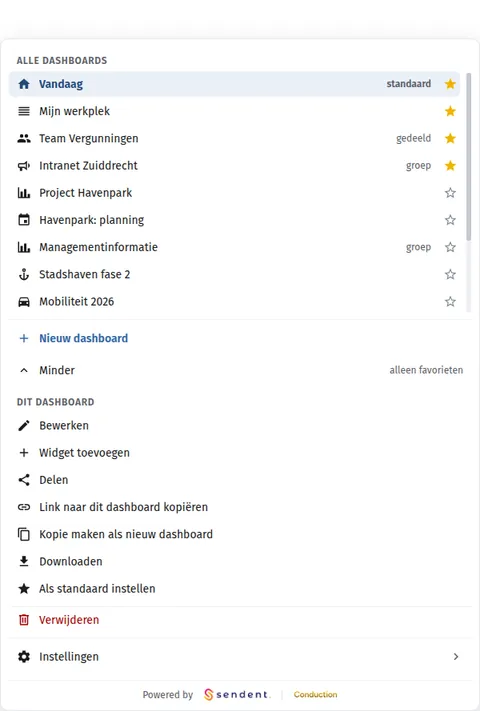 ALLE DASHBOARDS
Vandaag standaard
Mijn werkplek
Team Vergunningen gedeeld
Intranet Zuiddrecht groep
Project Havenpark
Havenpark: planning
Managementinformatie groep
Stadshaven fase 2
Mobiliteit 2026
Nieuw dashboard
Minder alleen favorieten
DIT DASHBOARD
Bewerken
Widget toevoegen
Delen
Link naar dit dashboard kopiëren
Kopie maken als nieuw dashboard
Downloaden
Als standaard instellen
Verwijderen
Instellingen
Powered by sendent. Conduction